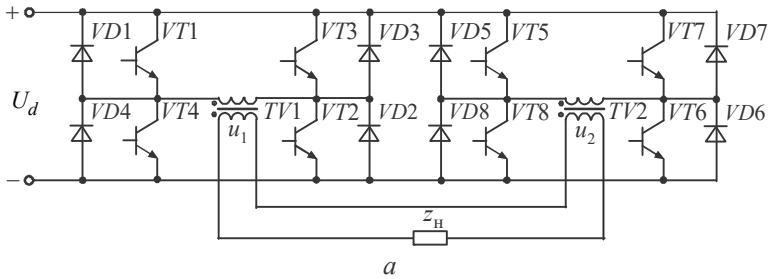 + VD1 VT1 VT3 VD3 VD5 VT5 VT7 VD7
U_d VD4 VT4 TV1 VT2 VD2 VD8 VT8 TV2 VT6 VD6
u_1 u_2
−
z_н
а